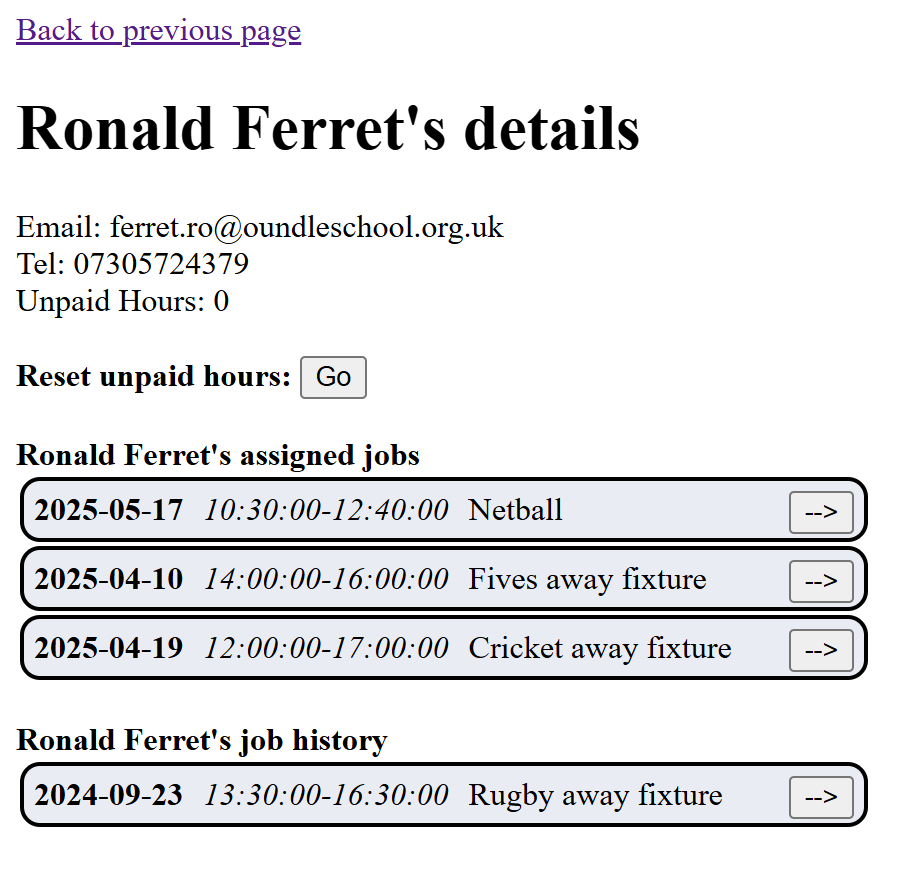 Back to previous page
Ronald Ferret's details
Email: ferret.ro@oundleschool.org.uk
Tel: 07305724379
Unpaid Hours: 0
Reset unpaid hours: Go
Ronald Ferret's assigned jobs
2025-05-17 10:30:00-12:40:00 Netball -->
2025-04-10 14:00:00-16:00:00 Fives away fixture -->
2025-04-19 12:00:00-17:00:00 Cricket away fixture -->
Ronald Ferret's job history
2024-09-23 13:30:00-16:30:00 Rugby away fixture -->